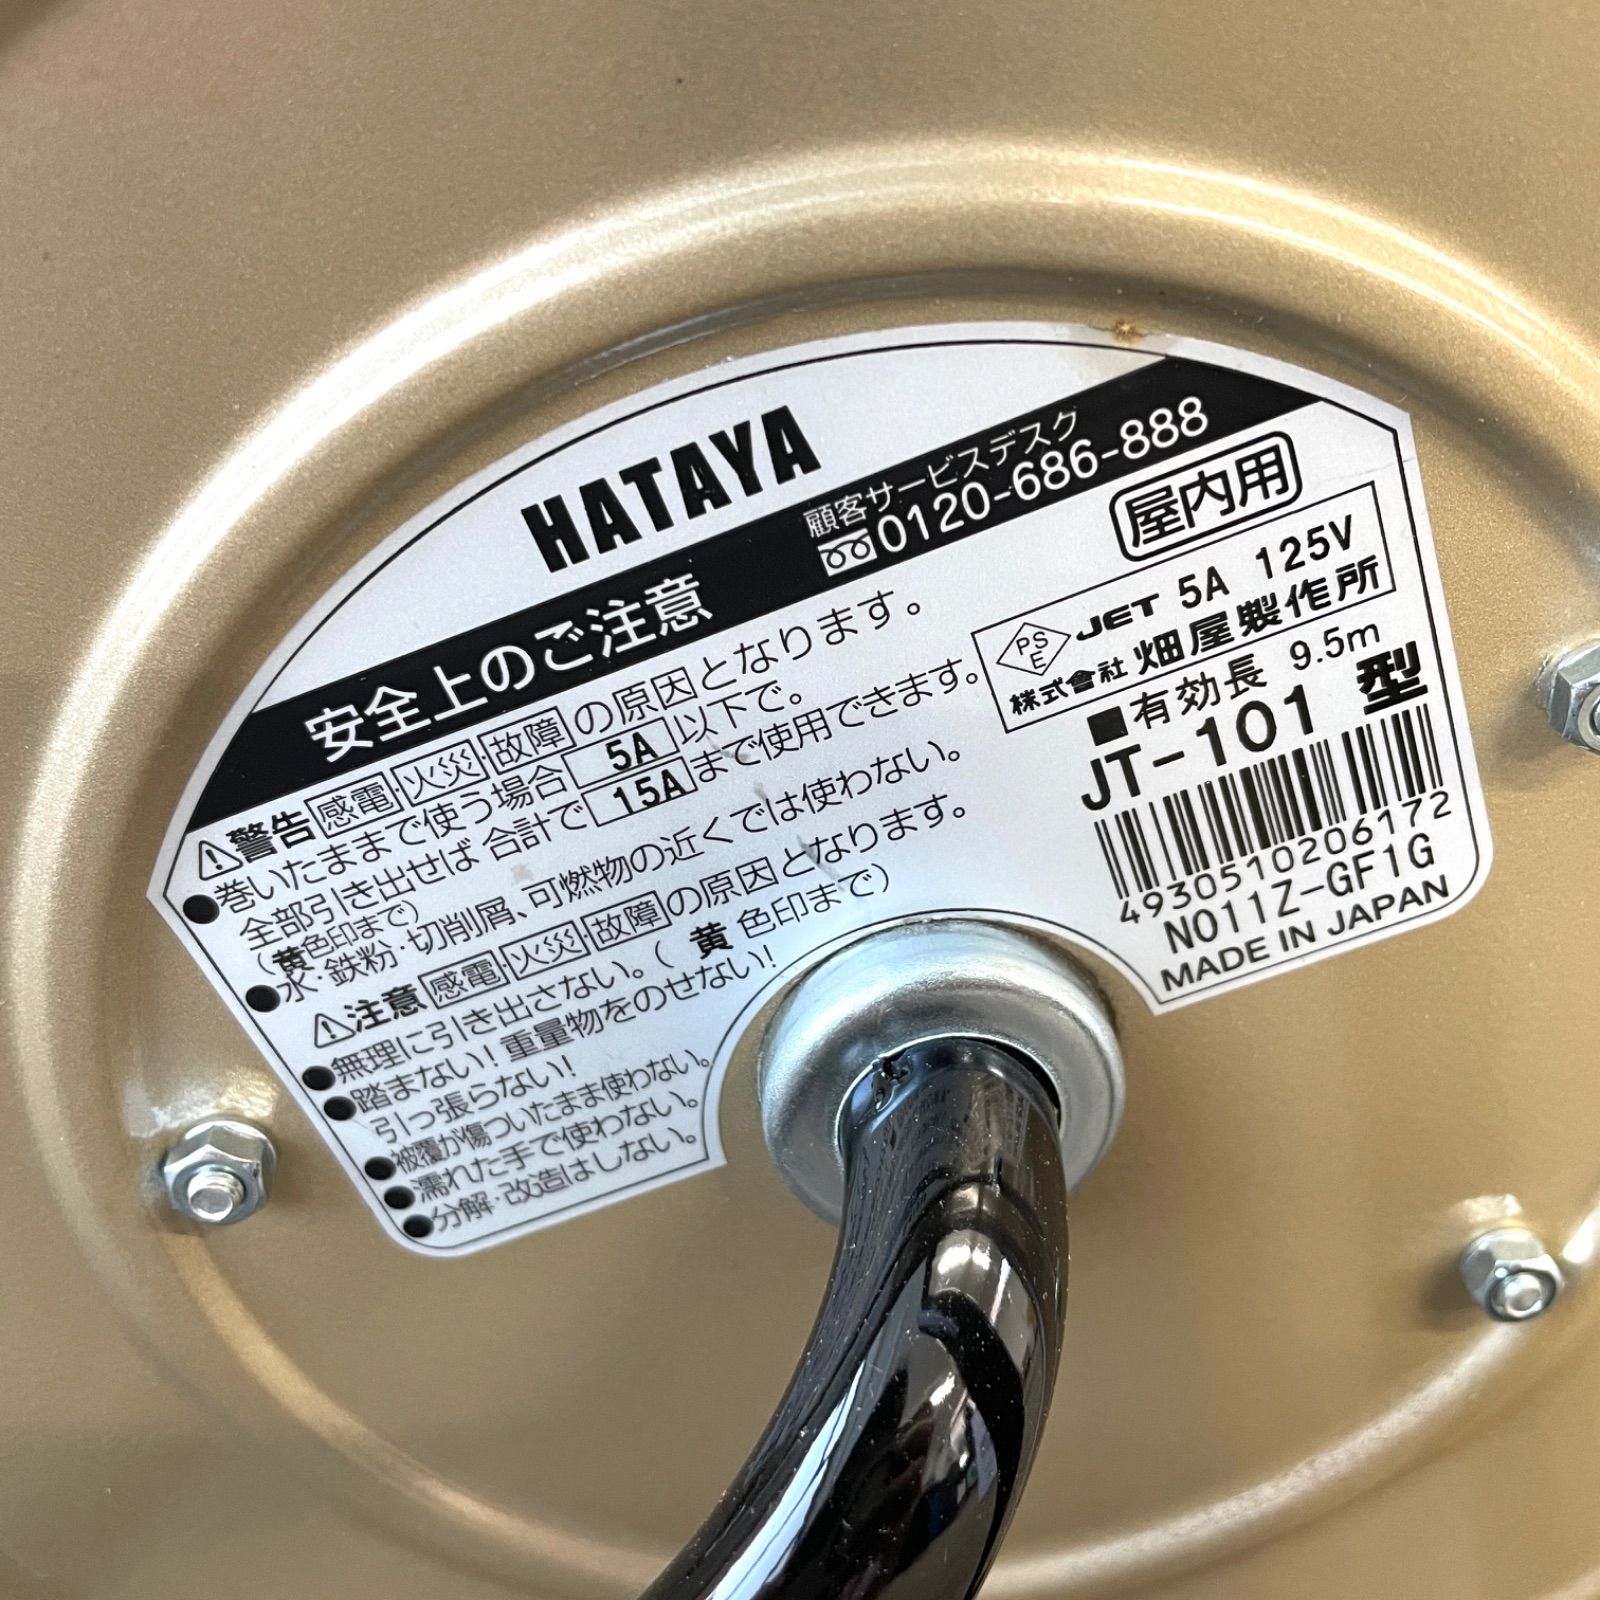 HATAYA
安全上のご注意
顧客サービスデスク
0120-686-888
⚠警告 感電・火災・故障の原因となります。
●巻いたままで使う場合 5A 以下で。
全部引き出せば 合計で 15A まで使用できます。
(黄色印まで)
●水・鉄粉・切削屑、可燃物の近くでは使わない。
⚠注意 感電・火災・故障の原因となります。
●無理に引き出さない。( 黄 色印まで)
●踏まない!重量物をのせない!
引っ張らない!
●被覆が傷ついたまま使わない。
●濡れた手で使わない。
●分解・改造はしない。
屋内用
PSE JET 5A 125V
株式會社 畑屋製作所
■有効長 9.5m
JT-101 型
4930510206172
N011Z-GF1G
MADE IN JAPAN